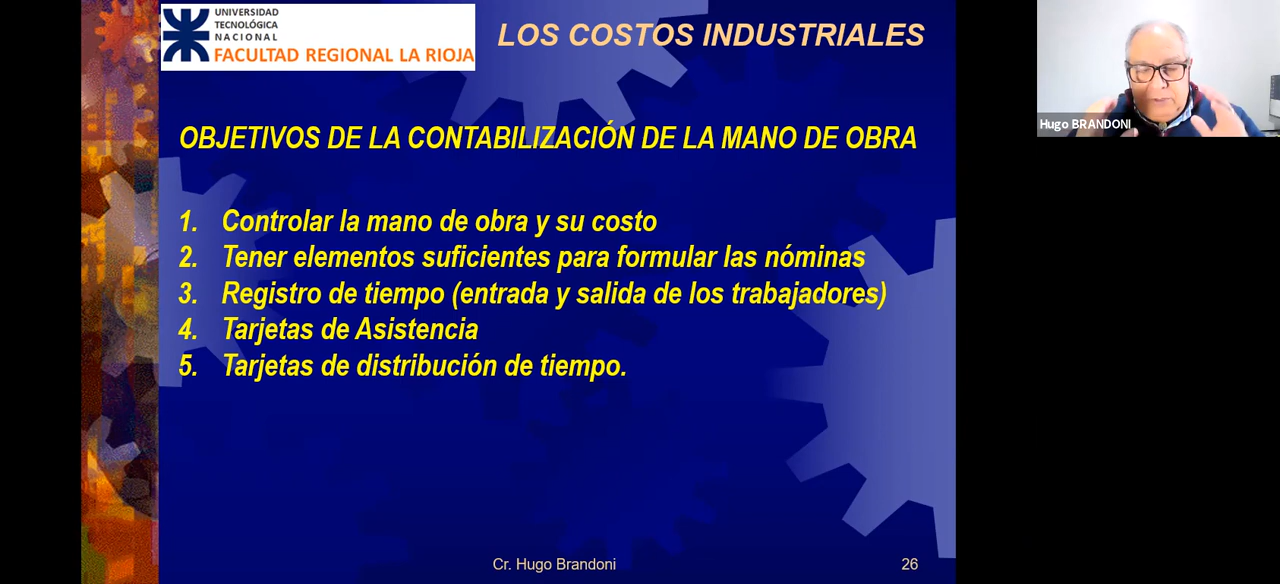 UNIVERSIDAD
TECNOLÓGICA
NACIONAL
FACULTAD REGIONAL LA RIOJA
LOS COSTOS INDUSTRIALES
Hugo BRANDONI
OBJETIVOS DE LA CONTABILIZACIÓN DE LA MANO DE OBRA
1. Controlar la mano de obra y su costo
2. Tener elementos suficientes para formular las nóminas
3. Registro de tiempo (entrada y salida de los trabajadores)
4. Tarjetas de Asistencia
5. Tarjetas de distribución de tiempo.
Cr. Hugo Brandoni
26